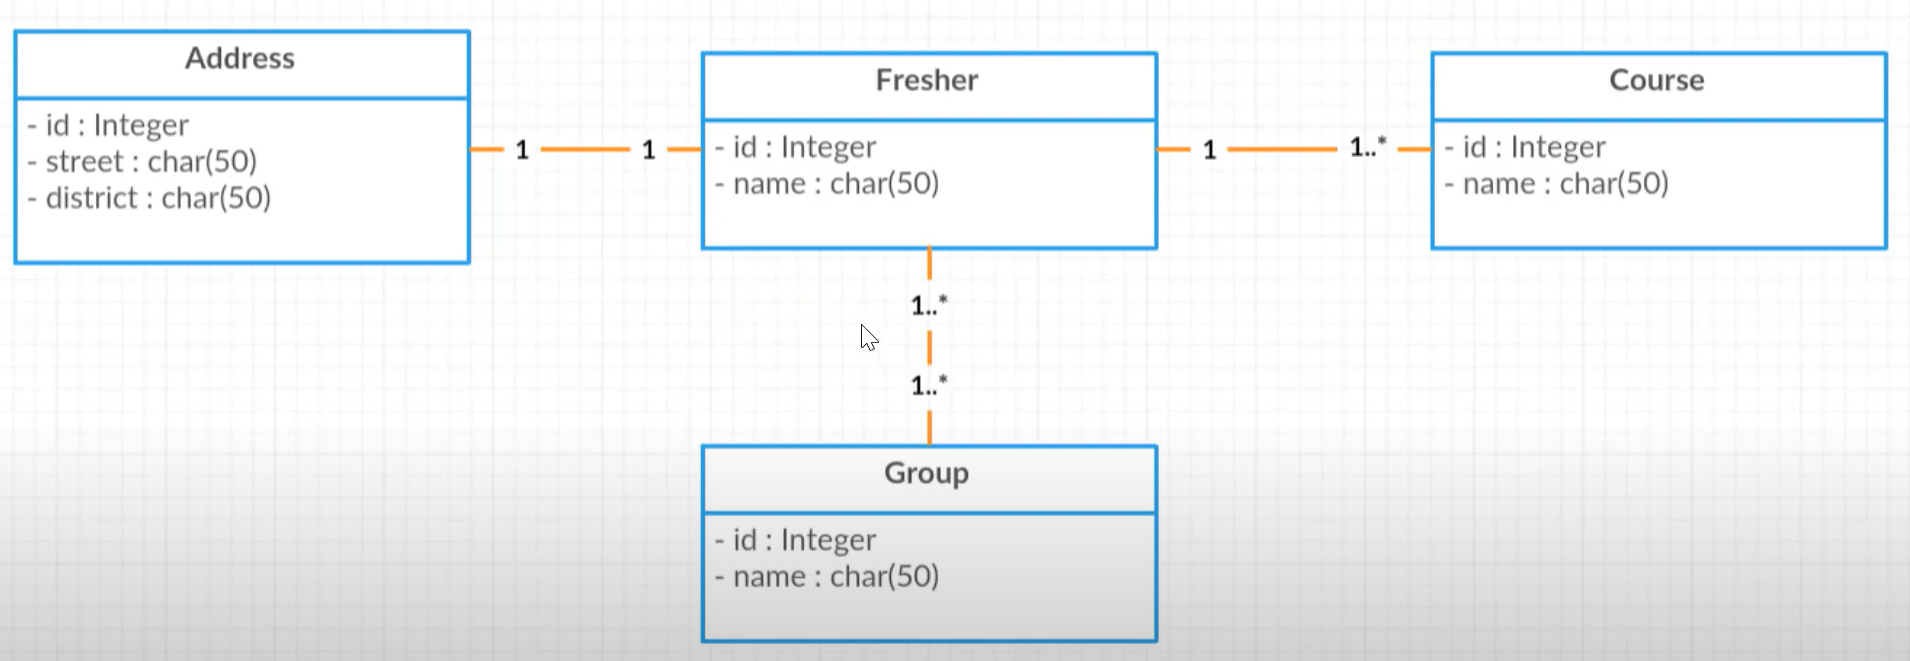 Address
- id : Integer
- street : char(50)
- district : char(50)
1
1
Fresher
- id : Integer
- name : char(50)
1
1..*
Course
- id : Integer
- name : char(50)
1..*
1..*
Group
- id : Integer
- name : char(50)